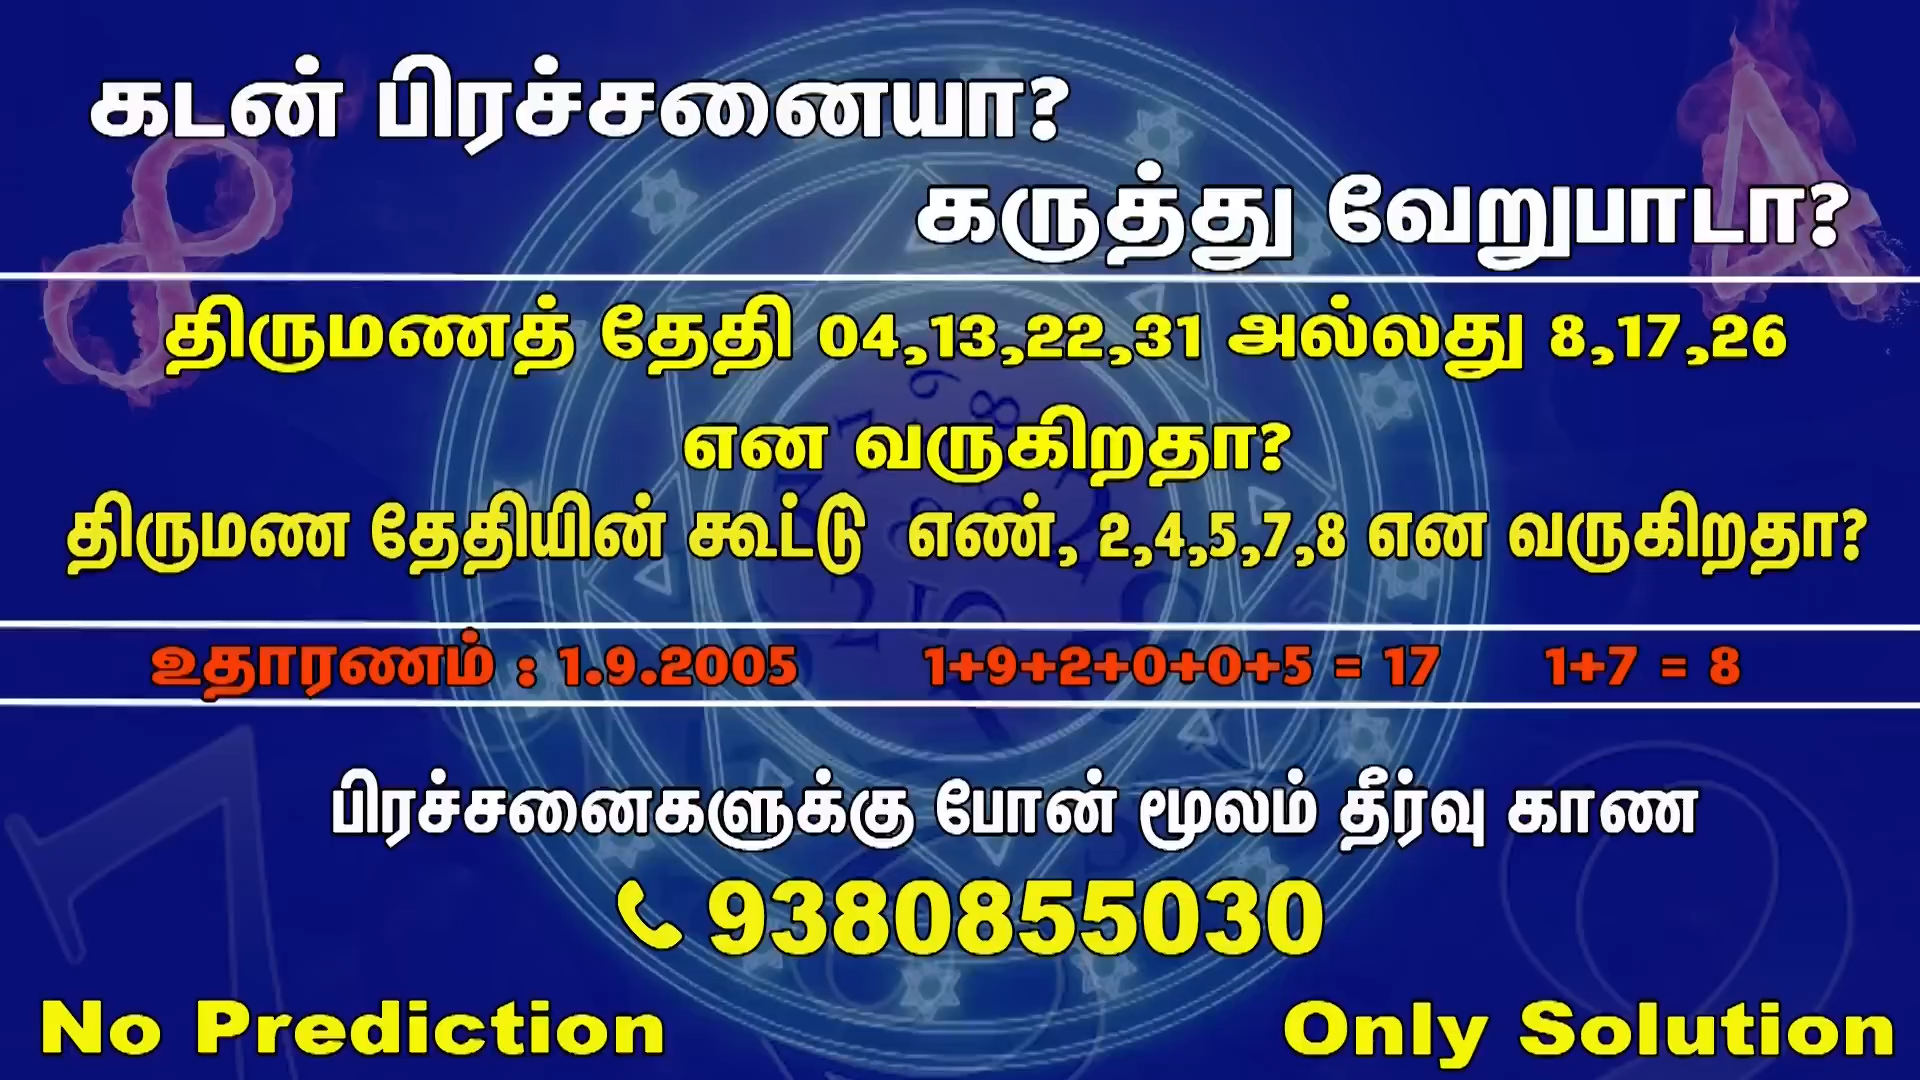 கடன் பிரச்சனையா?
கருத்து வேறுபாடா?
திருமணத் தேதி 04,13,22,31 அல்லது 8,17,26
என வருகிறதா?
திருமண தேதியின் கூட்டு எண், 2,4,5,7,8 என வருகிறதா?
உதாரணம் : 1.9.2005 1+9+2+0+0+5 = 17 1+7 = 8
பிரச்சனைகளுக்கு போன் மூலம் தீர்வு காண
9380855030
No Prediction Only Solution